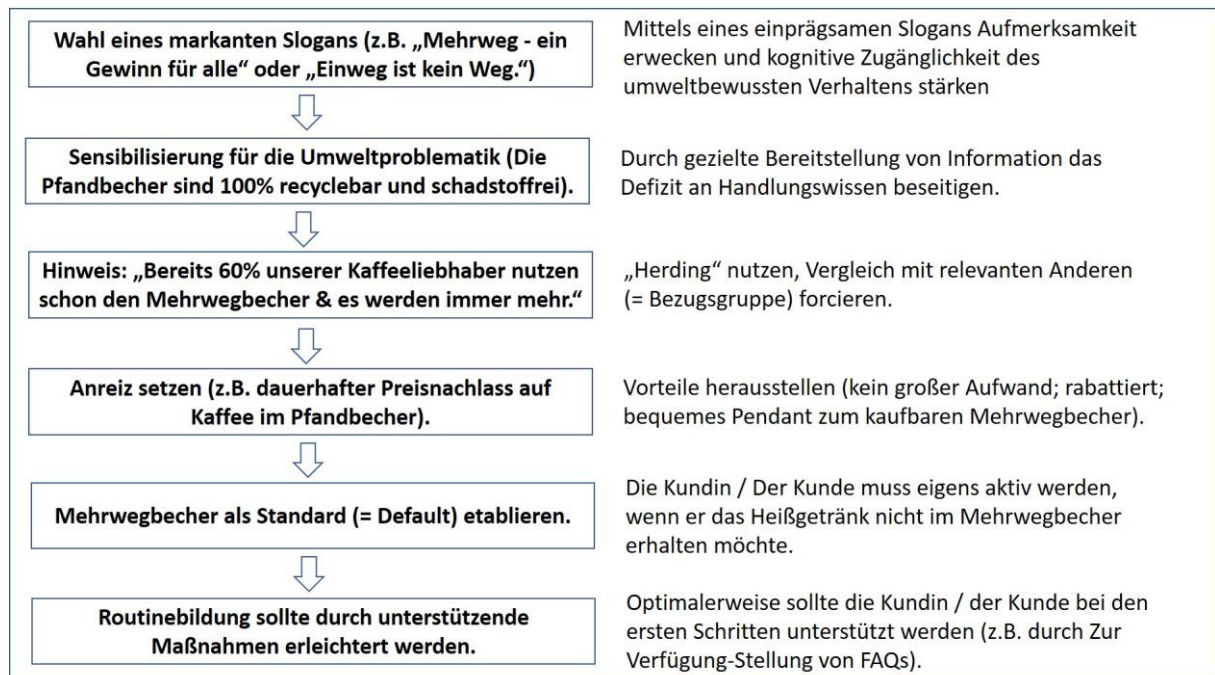 Wahl eines markanten Slogans (z.B. „Mehrweg - ein
Gewinn für alle“ oder „Einweg ist kein Weg.“)
Mittels eines einprägsamen Slogans Aufmerksamkeit
erwecken und kognitive Zugänglichkeit des
umweltbewussten Verhaltens stärken
Sensibilisierung für die Umweltproblematik (Die
Pfandbecher sind 100% recyclebar und schadstoffrei).
Durch gezielte Bereitstellung von Information das
Defizit an Handlungswissen beseitigen.
Hinweis: „Bereits 60% unserer Kaffeeliebhaber nutzen
schon den Mehrwegbecher & es werden immer mehr.“
„Herding“ nutzen, Vergleich mit relevanten Anderen
(= Bezugsgruppe) forcieren.
Anreiz setzen (z.B. dauerhafter Preisnachlass auf
Kaffee im Pfandbecher).
Vorteile herausstellen (kein großer Aufwand; rabattiert;
bequemes Pendant zum kaufbaren Mehrwegbecher).
Mehrwegbecher als Standard (= Default) etablieren.
Die Kundin / Der Kunde muss eigens aktiv werden,
wenn er das Heißgetränk nicht im Mehrwegbecher
erhalten möchte.
Routinebildung sollte durch unterstützende
Maßnahmen erleichtert werden.
Optimalerweise sollte die Kundin / der Kunde bei den
ersten Schritten unterstützt werden (z.B. durch Zur
Verfügung-Stellung von FAQs).